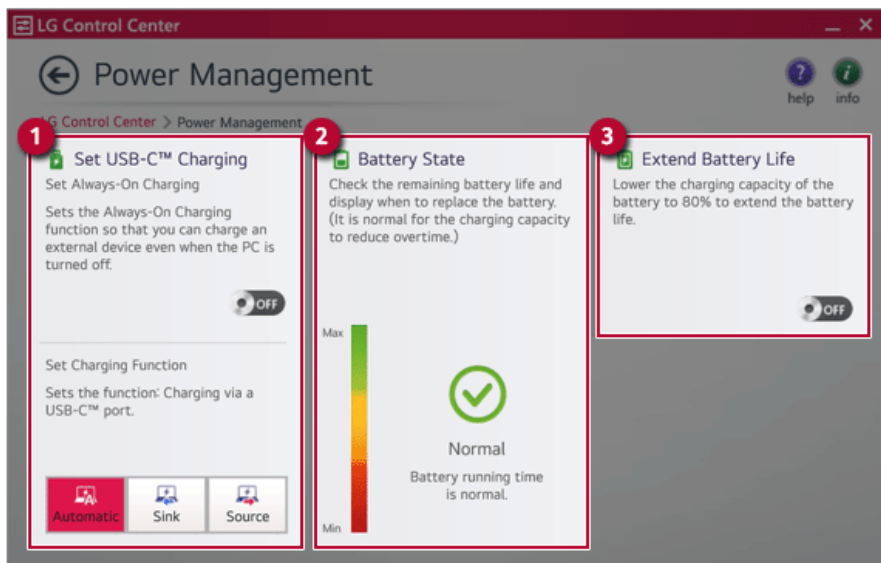 LG Control Center
Power Management
help
info
LG Control Center > Power Management
1
Set USB-C™ Charging
Set Always-On Charging
Sets the Always-On Charging
function so that you can charge an
external device even when the PC is
turned off.
OFF
Set Charging Function
Sets the function: Charging via a
USB-C™ port.
Automatic
Sink
Source
2
Battery State
Check the remaining battery life and
display when to replace the battery.
(It is normal for the charging capacity
to reduce overtime.)
Max
Normal
Battery running time
is normal.
Min
3
Extend Battery Life
Lower the charging capacity of the
battery to 80% to extend the battery
life.
OFF